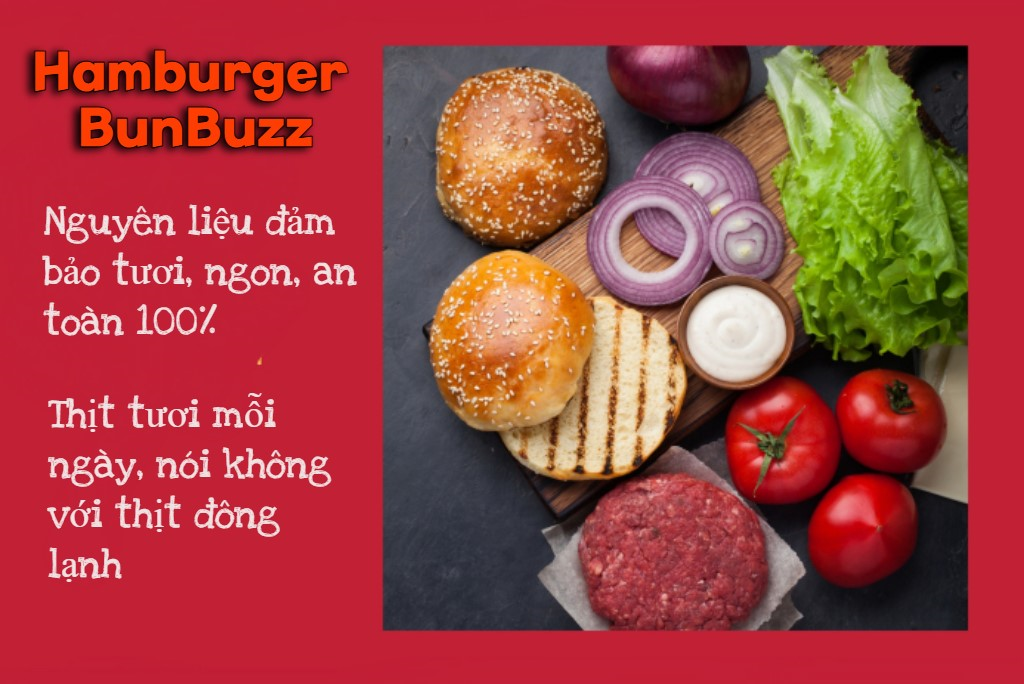 Hamburger
BunBuzz
Nguyên liệu đảm
bảo tươi, ngon, an
toàn 100%
Thịt tươi mỗi
ngày, nói không
với thịt đông
lạnh